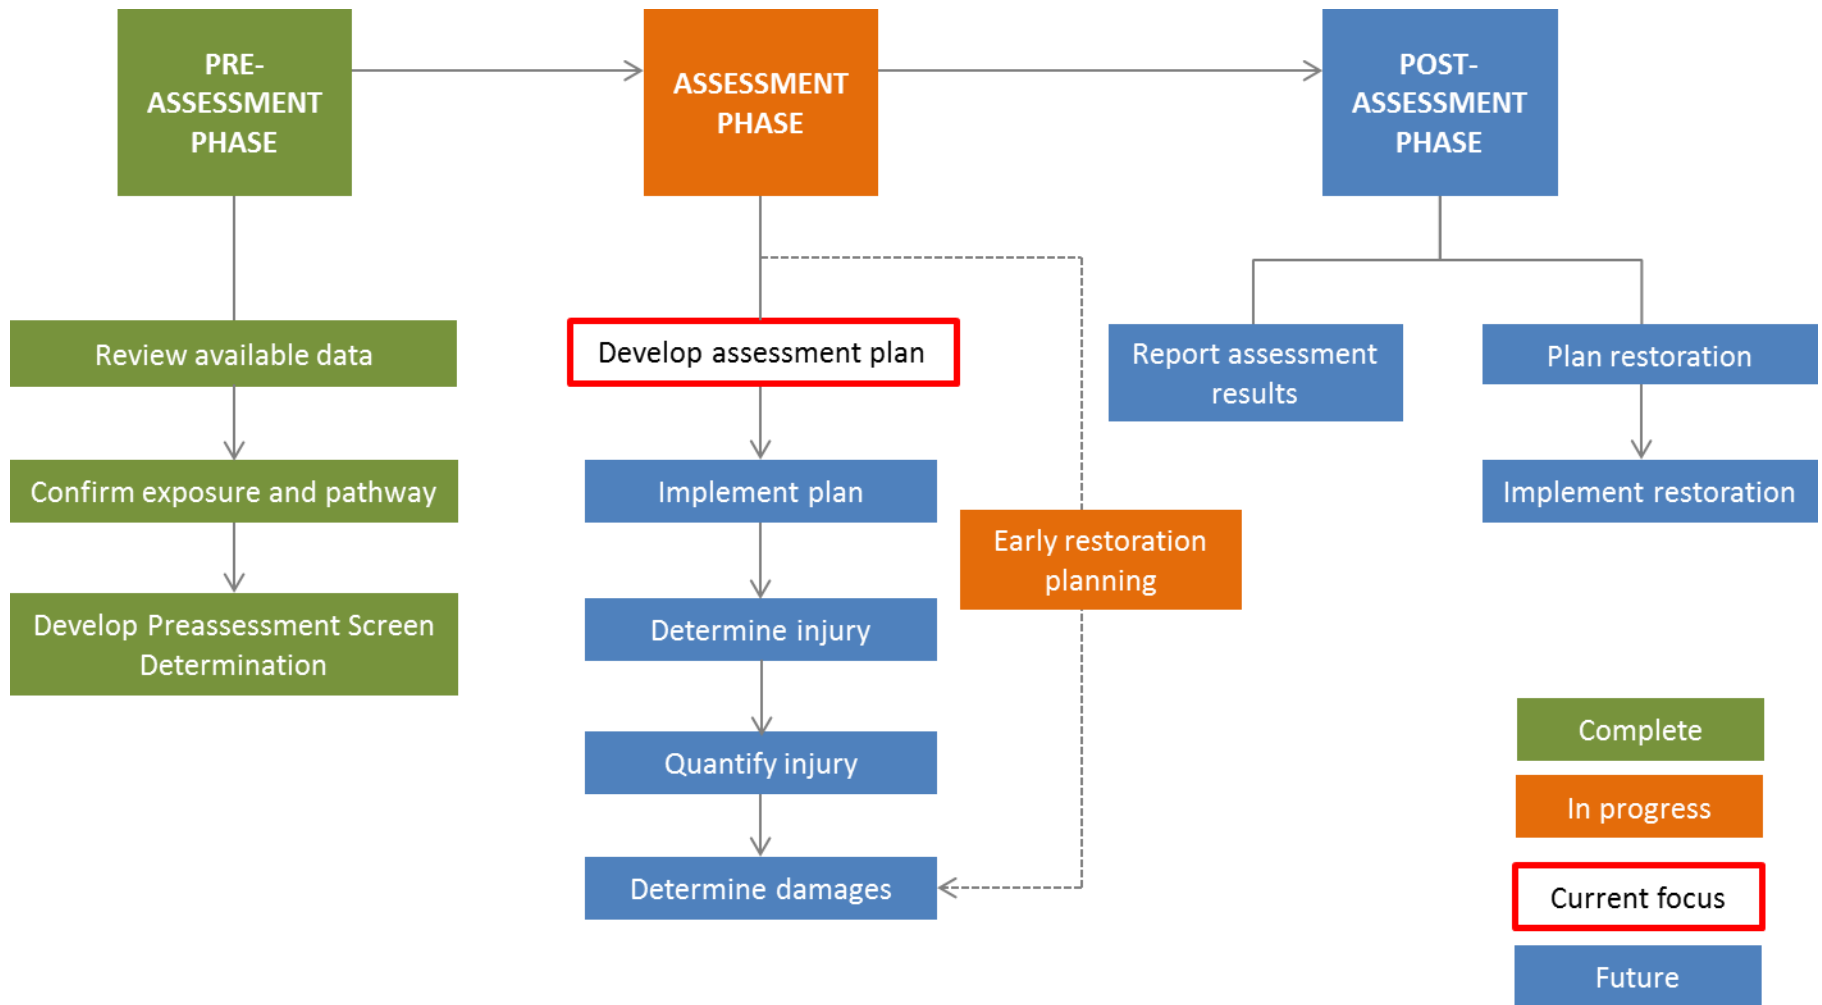 PRE-
ASSESSMENT
PHASE
ASSESSMENT
PHASE
POST-
ASSESSMENT
PHASE
Review available data
Confirm exposure and pathway
Develop Preassessment Screen
Determination
Develop assessment plan
Implement plan
Determine injury
Quantify injury
Determine damages
Early restoration
planning
Report assessment
results
Plan restoration
Implement restoration
Complete
In progress
Current focus
Future